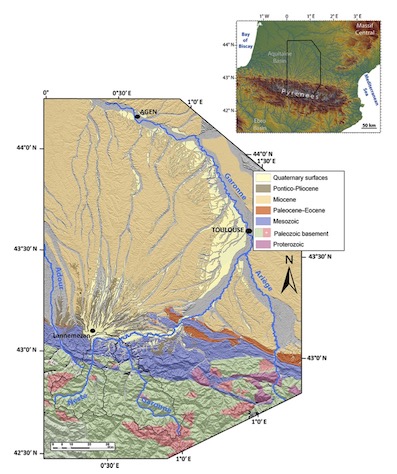 1°W 0 1°E 2°E
Massif
Central
Bay
of
Biscay
44°N
Aquitaine
Basin
43°N
Pyrenees
Mediterranean
Sea
42°N
Ebro
50 km
0° 0°30'E 1°0'E
AGEN
44°0'N
44°0'N
1°30'E
Garonne
Quaternary surfaces
Pontico-Pliocene
Miocene
Paleocene–Eocene
Mesozoic
Paleozoic basement
Proterozoic
TOULOUSE
43°30'N
43°30'N
Adour
Ariège
N
Lannemezan
43°0'N
43°0'N
Neste
Garonne
1°0'E
42°30'N
0°30'E 1°0'E